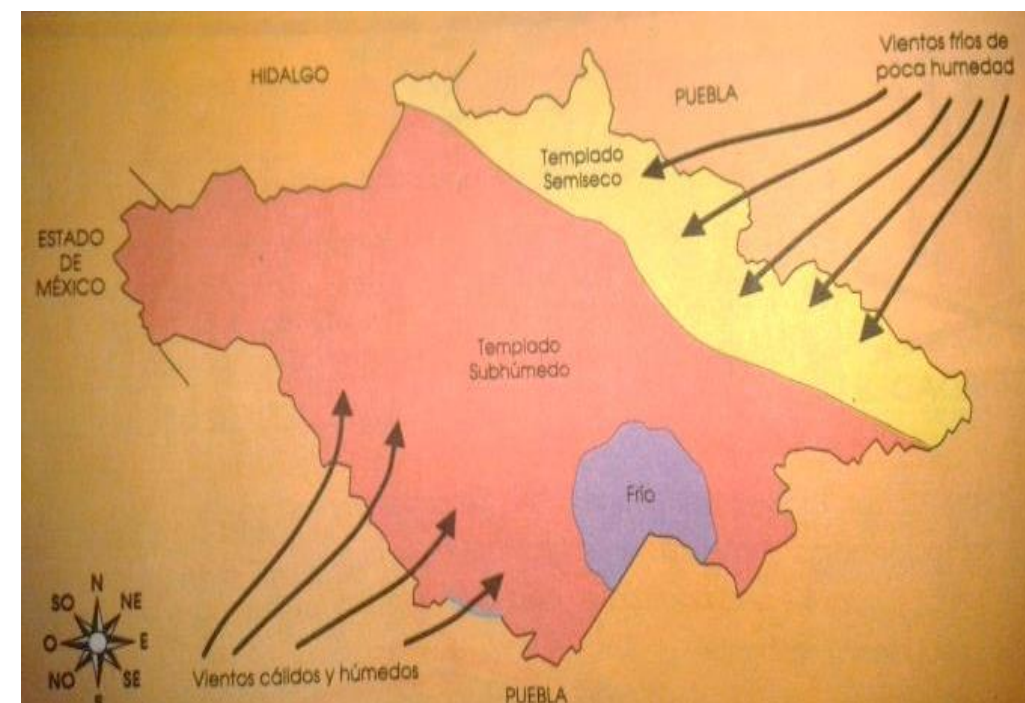 HIDALGO
Vientos fríos de
poca humedad
PUEBLA
Templado
Semiseco
ESTADO
DE
MÉXICO
Templado
Subhúmedo
Frío
N
SO
NE
O
E
NO
SE
Vientos cálidos y húmedos
PUEBLA